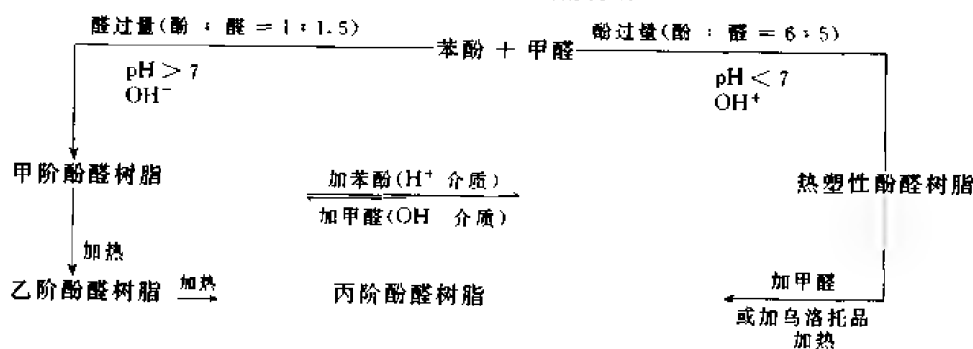 醛过量(酚:醛=1:1.5)
苯酚+甲醛
酚过量(酚:醛=6:5)
pH>7
OH⁻
pH<7
OH⁺
甲阶酚醛树脂
加苯酚(H⁺ 介质)
加甲醛(OH 介质)
热塑性酚醛树脂
加热
乙阶酚醛树脂
加热
丙阶酚醛树脂
加甲醛
或加乌洛托品
加热